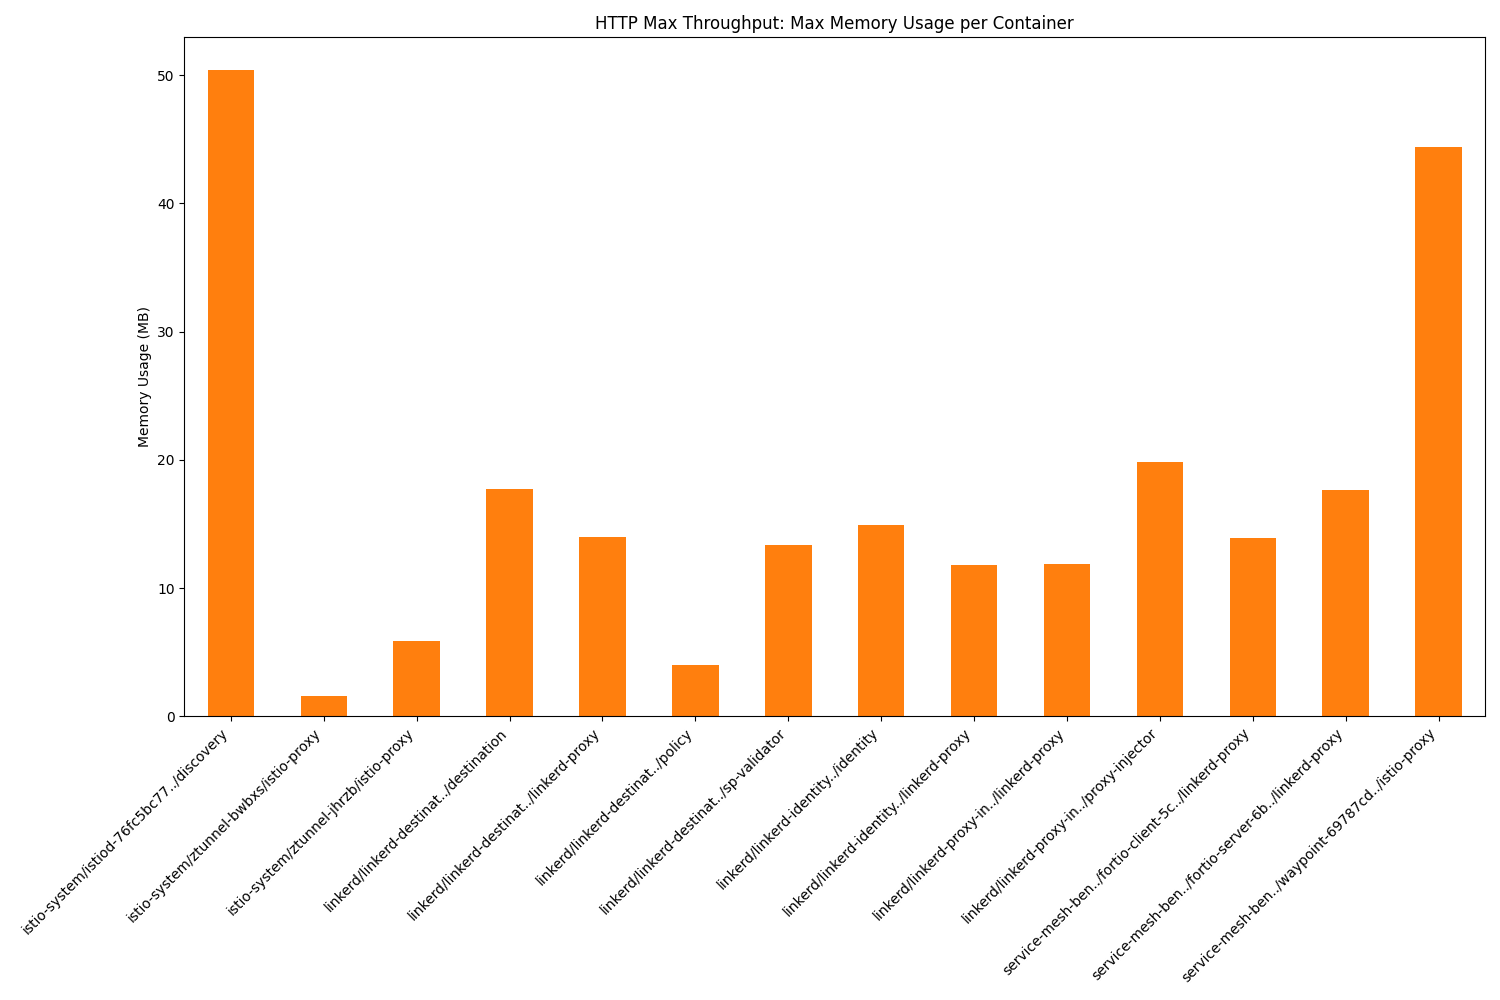 HTTP Max Throughput: Max Memory Usage per Container
Memory Usage (MB)
50
40
30
20
10
0
istio-system/istiod-76fc5bc77../discovery
istio-system/ztunnel-bwbxs/istio-proxy
istio-system/ztunnel-jhrzb/istio-proxy
linkerd/linkerd-destinat../destination
linkerd/linkerd-destinat../linkerd-proxy
linkerd/linkerd-destinat../policy
linkerd/linkerd-destinat../sp-validator
linkerd/linkerd-identity../identity
linkerd/linkerd-identity../linkerd-proxy
linkerd/linkerd-proxy-in../linkerd-proxy
linkerd/linkerd-proxy-in../proxy-injector
service-mesh-ben../fortio-client-5c../linkerd-proxy
service-mesh-ben../fortio-server-6b../linkerd-proxy
service-mesh-ben../waypoint-69787cd../istio-proxy